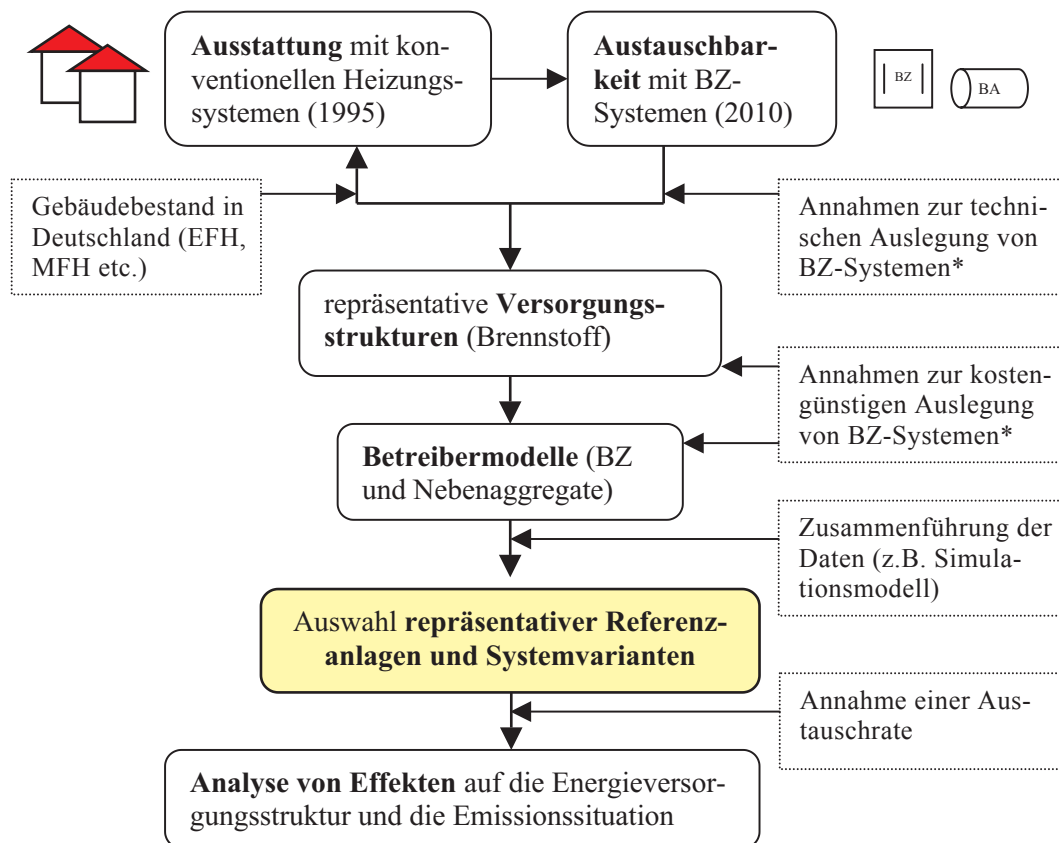 Ausstattung mit kon-
ventionellen Heizungs-
systemen (1995)
Austauschbar-
keit mit BZ-
Systemen (2010)
BZ
BA
Gebäudebestand in
Deutschland (EFH,
MFH etc.)
Annahmen zur techni-
schen Auslegung von
BZ-Systemen*
repräsentative Versorgungs-
strukturen (Brennstoff)
Annahmen zur kosten-
günstigen Auslegung
von BZ-Systemen*
Betreibermodelle (BZ
und Nebenaggregate)
Zusammenführung der
Daten (z.B. Simula-
tionsmodell)
Auswahl repräsentativer Referenz-
anlagen und Systemvarianten
Annahme einer Aus-
tauschrate
Analyse von Effekten auf die Energieversor-
gungsstruktur und die Emissionssituation